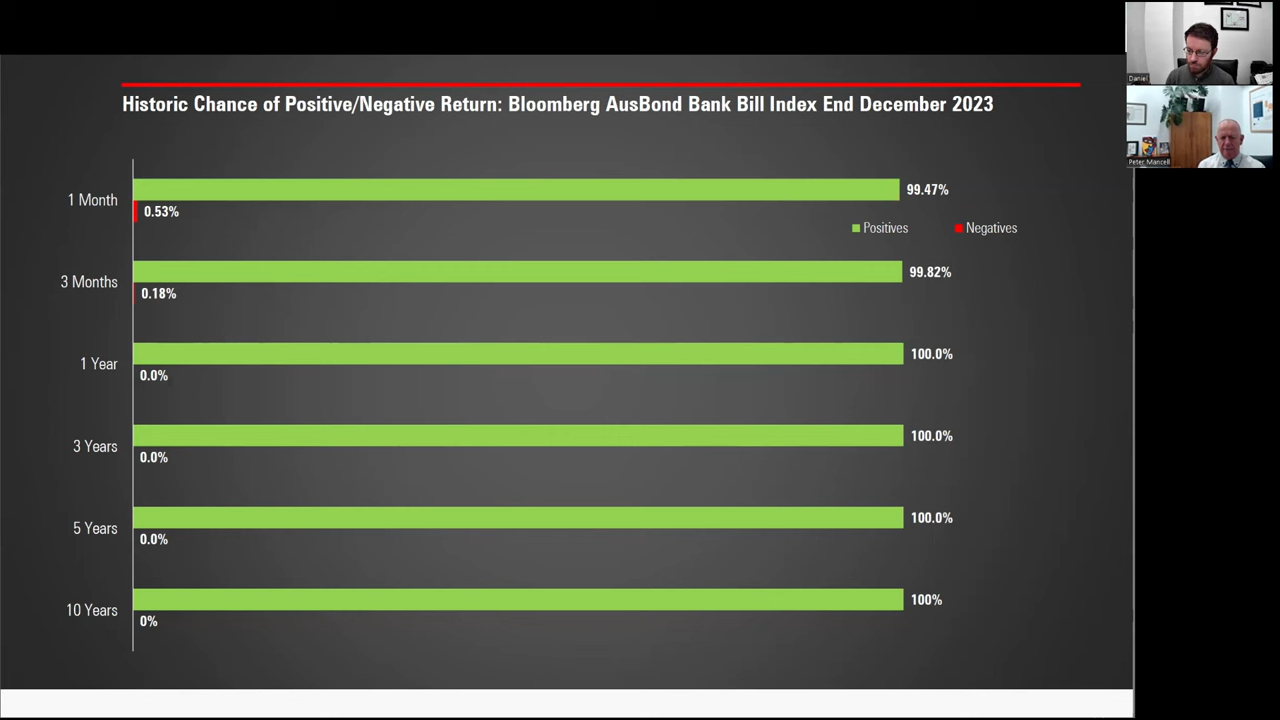 Historic Chance of Positive/Negative Return: Bloomberg AusBond Bank Bill Index End December 2023
1 Month
99.47%
0.53%
Positives
Negatives
3 Months
99.82%
0.18%
1 Year
100.0%
0.0%
3 Years
100.0%
0.0%
5 Years
100.0%
0.0%
10 Years
100%
0%
Daniel
Peter Mancell